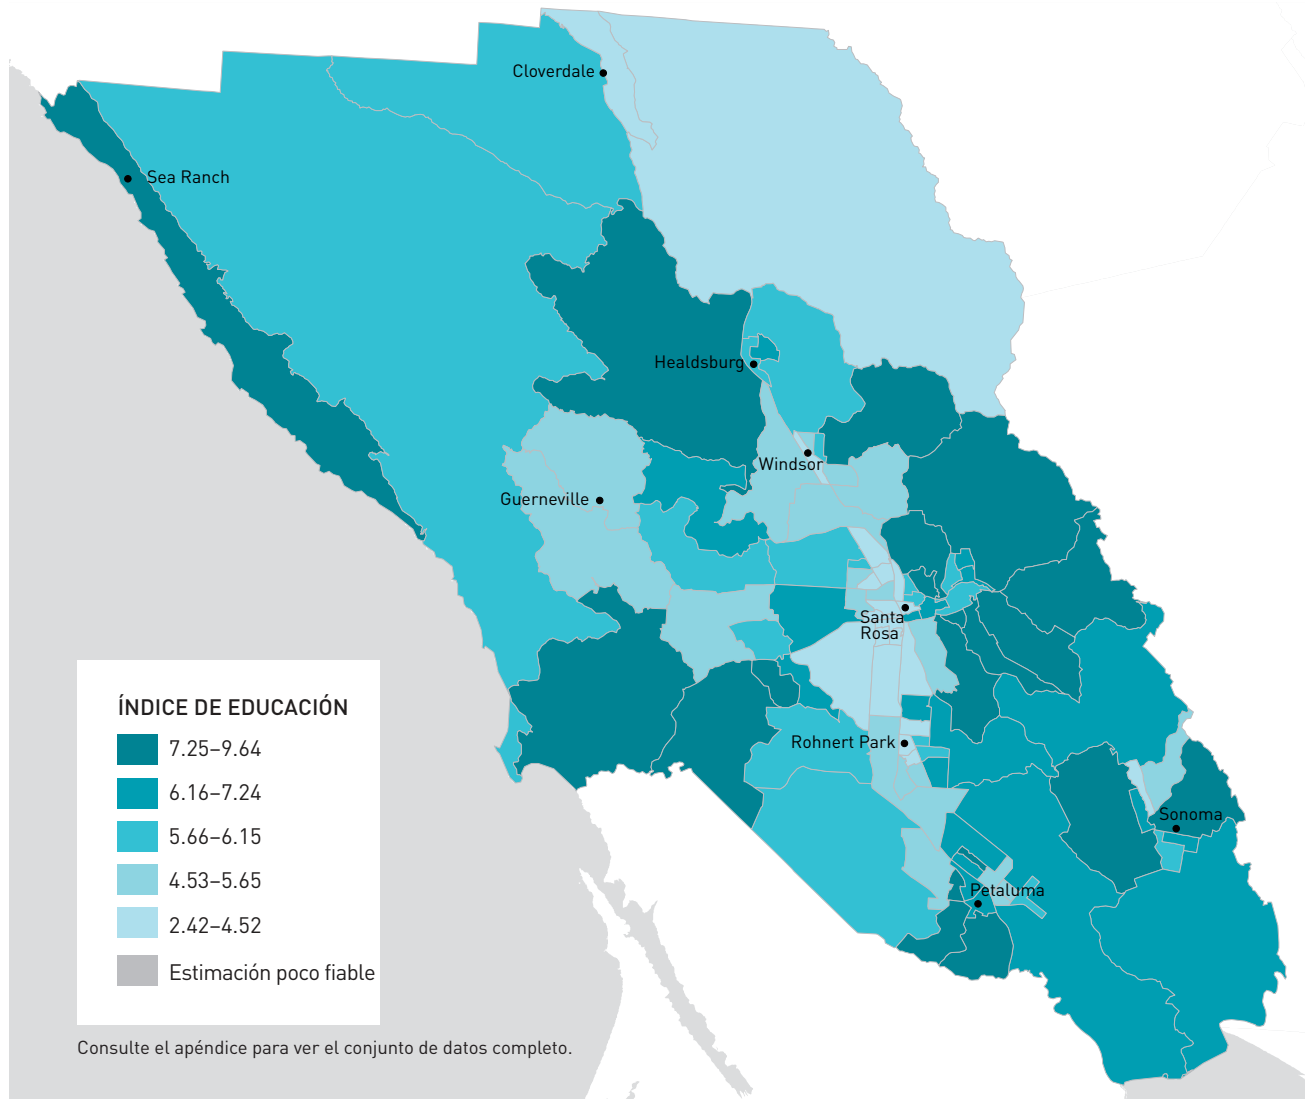 Cloverdale
Sea Ranch
Healdsburg
Windsor
Guerneville
Santa
Rosa
Rohnert Park
Sonoma
Petaluma
ÍNDICE DE EDUCACIÓN
7.25–9.64
6.16–7.24
5.66–6.15
4.53–5.65
2.42–4.52
Estimación poco fiable
Consulte el apéndice para ver el conjunto de datos completo.